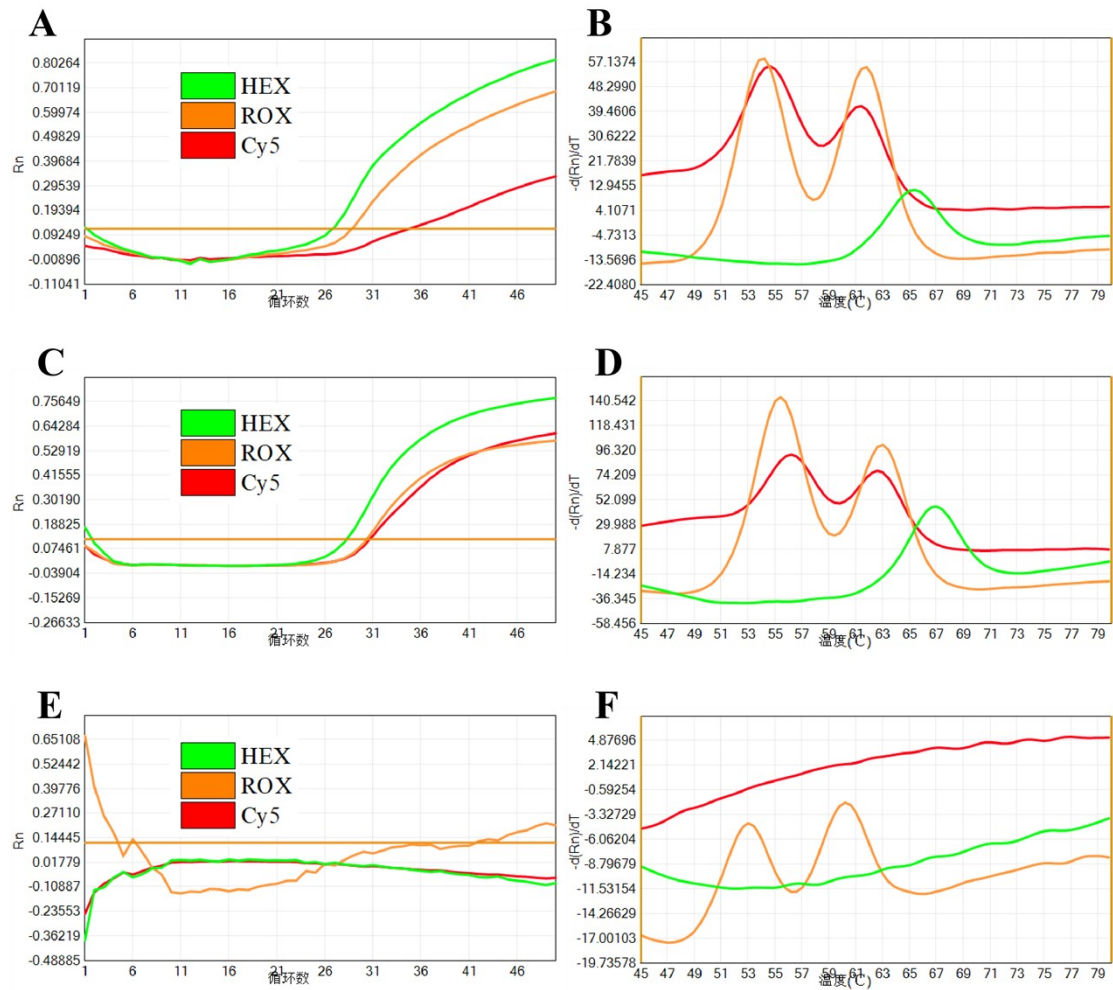 A
Rn
0.80264
0.70119
0.59974
0.49829
0.39684
0.29539
0.19394
0.09249
-0.00896
-0.11041
HEX
ROX
Cy5
1 6 11 16 21 26 31 36 41 46
循环数
B
-d(Rn)/dT
57.1374
48.2990
39.4606
30.6222
21.7839
12.9455
4.1071
-4.7313
-13.5696
-22.4080
45 47 49 51 53 55 57 59 61 63 65 67 69 71 73 75 77 79
温度(℃)
C
Rn
0.75649
0.64284
0.52919
0.41555
0.30190
0.18825
0.07461
-0.03904
-0.15269
-0.26633
HEX
ROX
Cy5
1 6 11 16 21 26 31 36 41 46
循环数
D
-d(Rn)/dT
140.542
118.431
96.320
74.209
52.099
29.988
7.877
-14.234
-36.345
-58.456
45 47 49 51 53 55 57 59 61 63 65 67 69 71 73 75 77 79
温度(℃)
E
Rn
0.65108
0.52442
0.39776
0.27110
0.14445
0.01779
-0.10887
-0.23553
-0.36219
-0.48885
HEX
ROX
Cy5
1 6 11 16 21 26 31 36 41 46
循环数
F
-d(Rn)/dT
4.87696
2.14221
-0.59254
-3.32729
-6.06204
-8.79679
-11.53154
-14.26629
-17.00103
-19.73578
45 47 49 51 53 55 57 59 61 63 65 67 69 71 73 75 77 79
温度(℃)